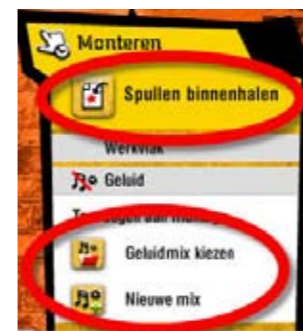 Monteren
Spullen binnenhalen
Werkvlak
Geluid
Geluidmix kiezen
Nieuwe mix